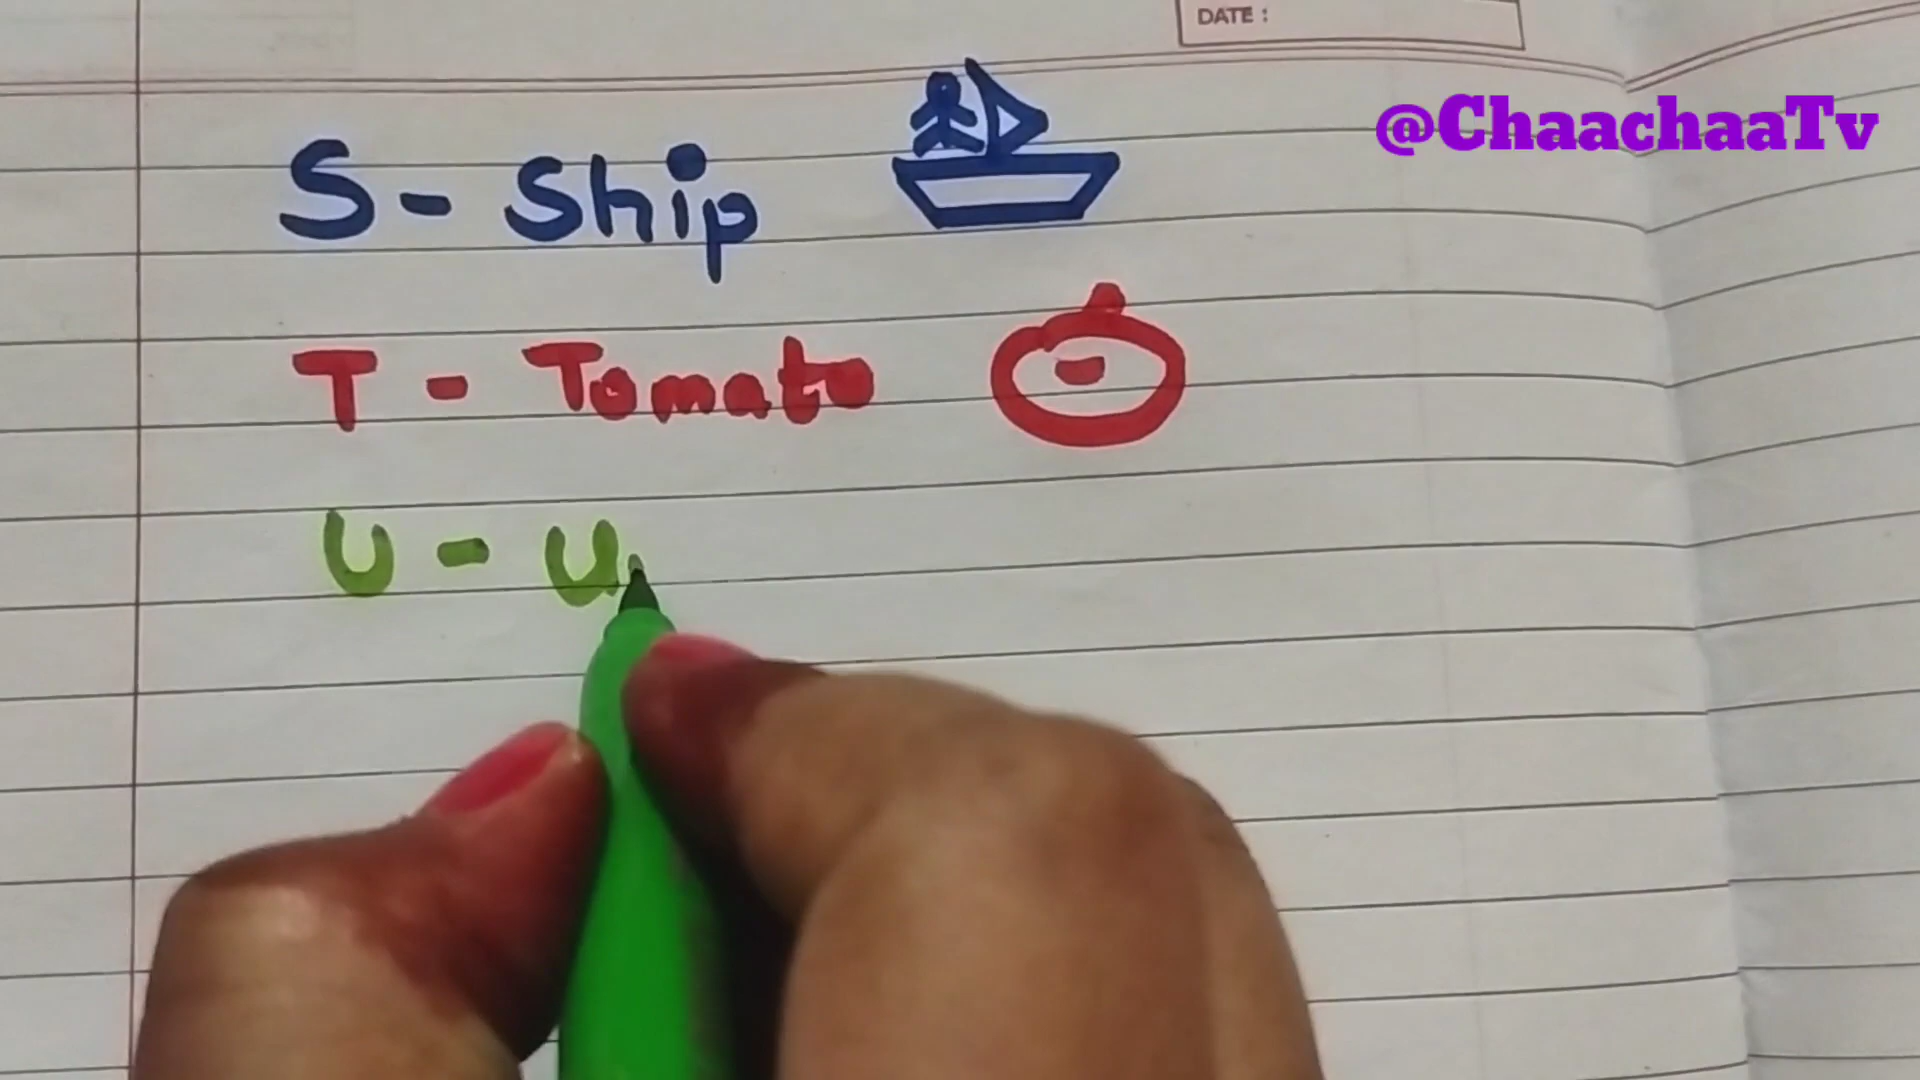 DATE :
@ChaachaaTv
S - Ship
T - Tomato
U - U